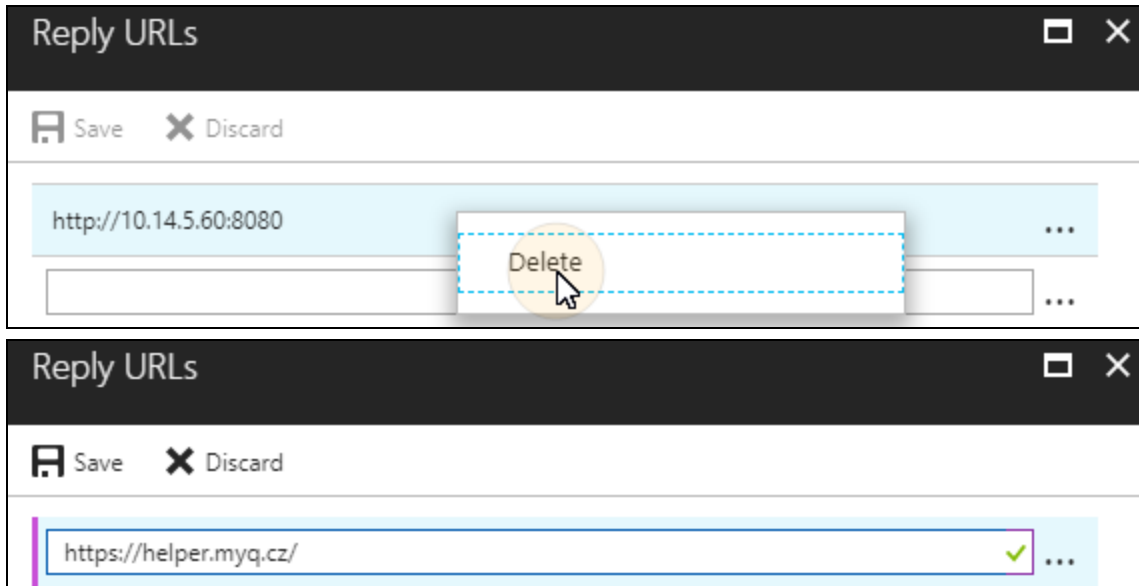 Reply URLs
Save Discard
http://10.14.5.60:8080
...
Delete
...
Reply URLs
Save Discard
https://helper.myq.cz/
...